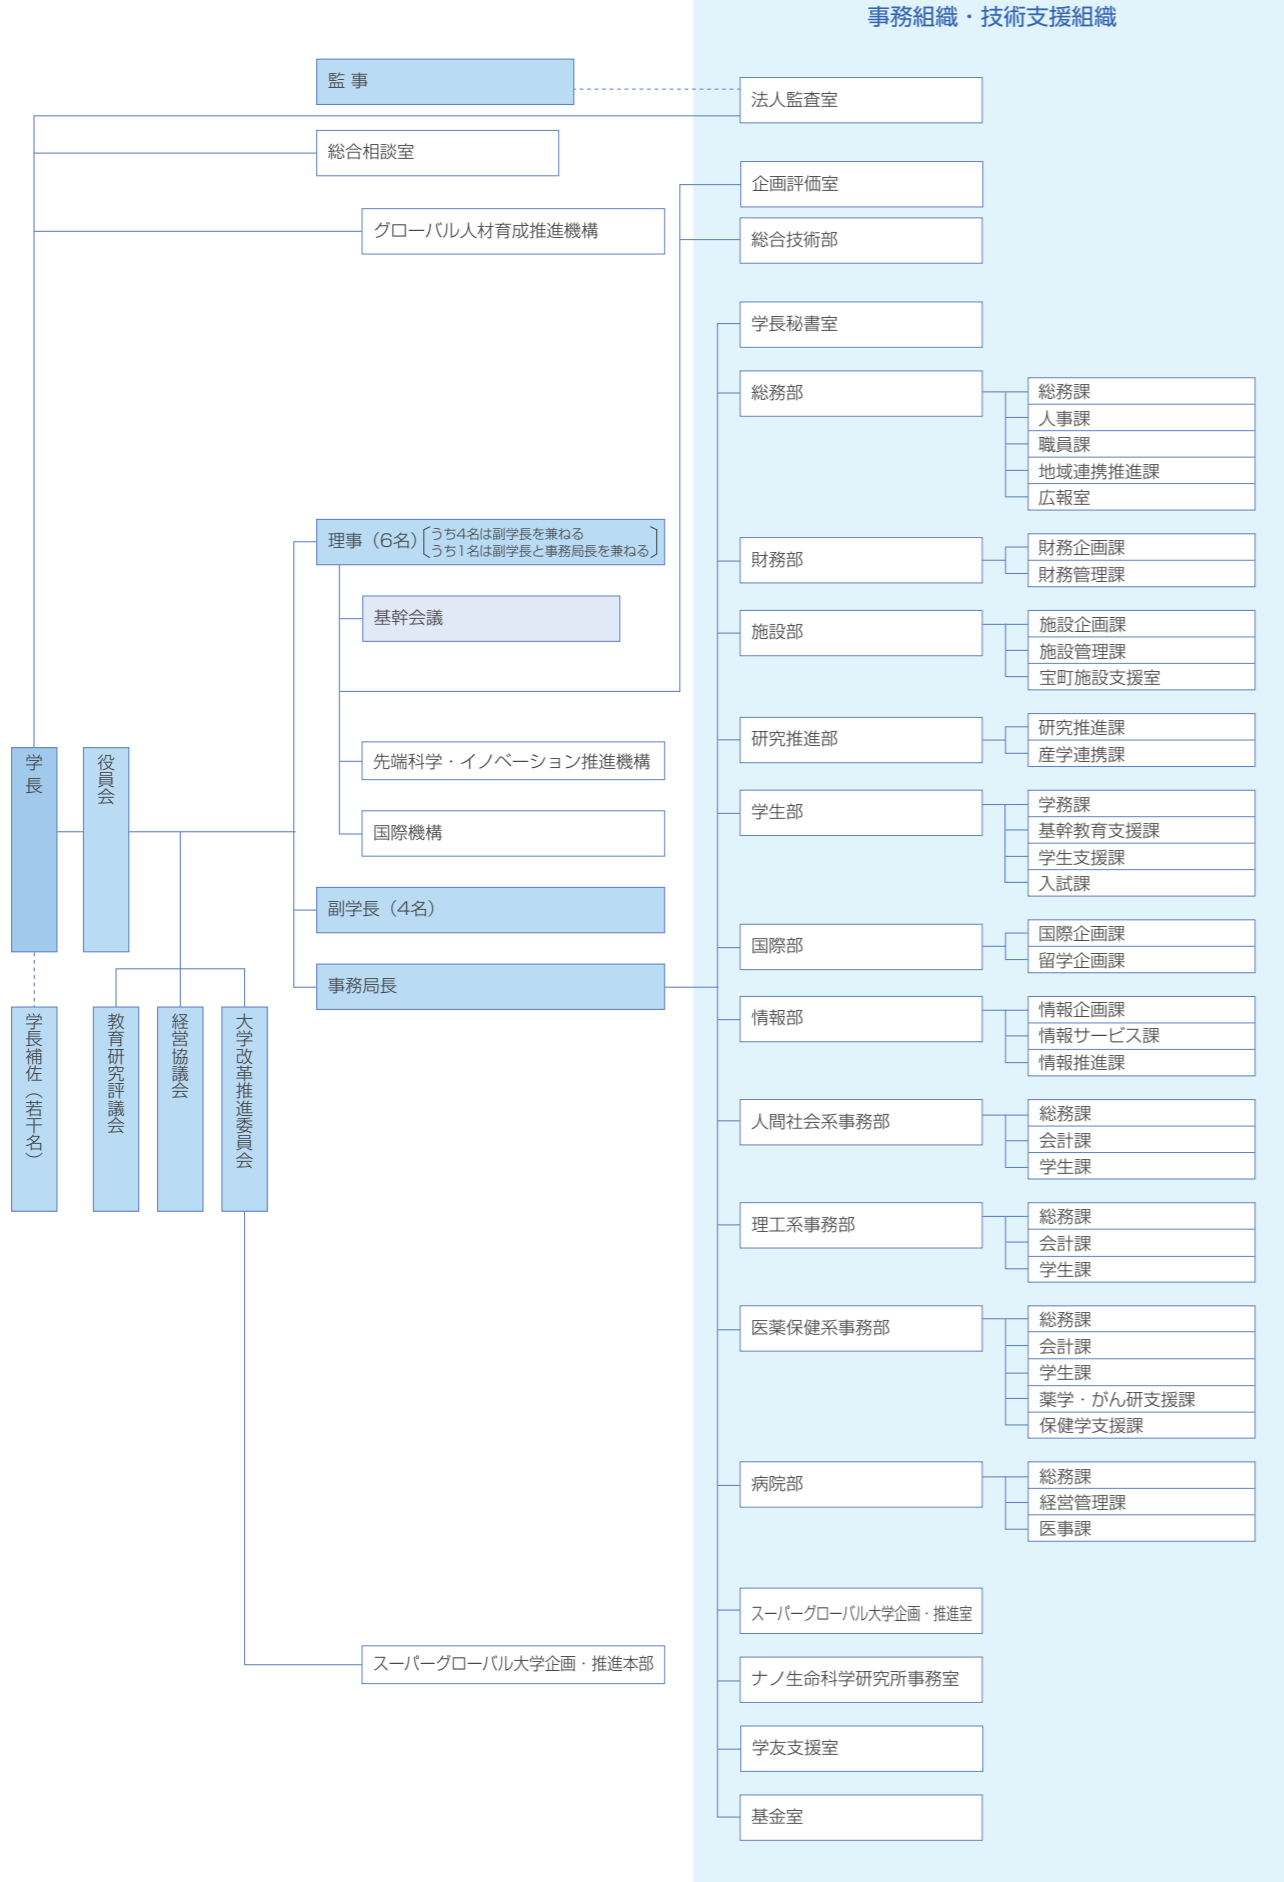 事務組織・技術支援組織
監 事
法人監査室
総合相談室
企画評価室
グローバル人材育成推進機構
総合技術部
学長秘書室
総務部
総務課
人事課
職員課
地域連携推進課
広報室
理事（6名）
うち4名は副学長を兼ねる
うち1名は副学長と事務局長を兼ねる
基幹会議
先端科学・イノベーション推進機構
国際機構
学長
役員会
副学長（4名）
事務局長
学長補佐（若干名）
教育研究評議会
経営協議会
大学改革推進委員会
スーパーグローバル大学企画・推進本部
財務部
財務企画課
財務管理課
施設部
施設企画課
施設管理課
宝町施設支援室
研究推進部
研究推進課
産学連携課
学生部
学務課
基幹教育支援課
学生支援課
入試課
国際部
国際企画課
留学企画課
情報部
情報企画課
情報サービス課
情報推進課
人間社会系事務部
総務課
会計課
学生課
理工系事務部
総務課
会計課
学生課
医薬保健系事務部
総務課
会計課
学生課
薬学・がん研支援課
保健学支援課
病院部
総務課
経営管理課
医事課
スーパーグローバル大学企画・推進室
ナノ生命科学研究所事務室
学友支援室
基金室